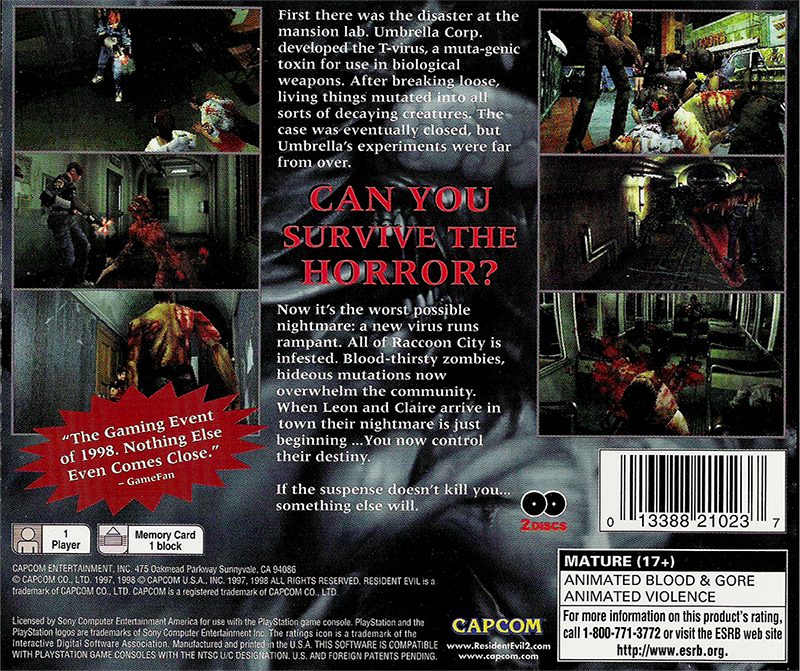 First there was the disaster at the
mansion lab. Umbrella Corp.
developed the T-virus, a muta-genic
toxin for use in biological
weapons. After breaking loose,
living things mutated into all
sorts of decaying creatures. The
case was eventually closed, but
Umbrella's experiments were far
from over.
CAN YOU
SURVIVE THE
HORROR?
Now it's the worst possible
nightmare: a new virus runs
rampant. All of Raccoon City is
infested. Blood-thirsty zombies,
hideous mutations now
overwhelm the community.
When Leon and Claire arrive in
town their nightmare is just
beginning ...You now control
their destiny.
If the suspense doesn't kill you...
something else will.
"The Gaming Event
of 1998. Nothing Else
Even Comes Close."
– GameFan
1
Player
Memory Card
1 block
2 DISCS
0 13388 21023 7
CAPCOM ENTERTAINMENT, INC. 475 Oakmead Parkway Sunnyvale, CA 94086
© CAPCOM CO., LTD. 1997, 1998 © CAPCOM U.S.A., INC. 1997, 1998 ALL RIGHTS RESERVED. RESIDENT EVIL is a
trademark of CAPCOM CO., LTD. CAPCOM is a registered trademark of CAPCOM CO., LTD.
Licensed by Sony Computer Entertainment America for use with the PlayStation game console. PlayStation and the
PlayStation logos are trademarks of Sony Computer Entertainment Inc. The ratings icon is a trademark of the
Interactive Digital Software Association. Manufactured and printed in the U.S.A. THIS SOFTWARE IS COMPATIBLE
WITH PLAYSTATION GAME CONSOLES WITH THE NTSC U/C DESIGNATION. U.S. AND FOREIGN PATENTS PENDING.
CAPCOM
www.ResidentEvil2.com
www.capcom.com
MATURE (17+)
ANIMATED BLOOD & GORE
ANIMATED VIOLENCE
For more information on this product's rating,
call 1-800-771-3772 or visit the ESRB web site
http://www.esrb.org.